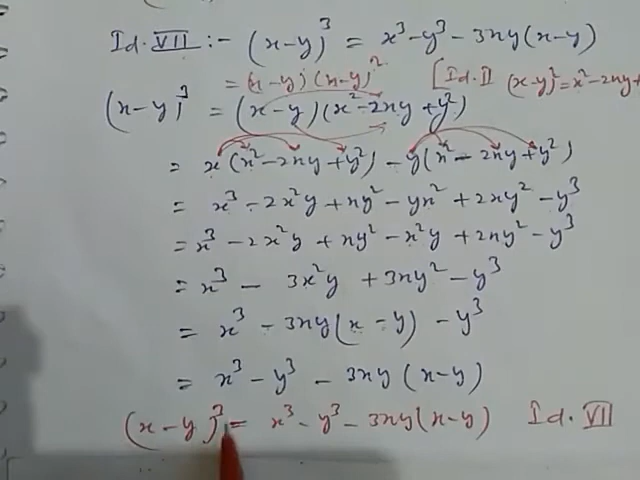 Id. VII :- (x-y)³ = x³-y³-3xy(x-y)
= (x-y)(x-y)² [Id. II (x-y)² = x²-2xy+
(x-y)³ = (x-y)(x²-2xy+y²)
= x(x²-2xy+y²) - y(x²-2xy+y²)
= x³-2x²y+xy²-yx²+2xy²-y³
= x³-2x²y+xy²-x²y+2xy²-y³
= x³ - 3x²y + 3xy² - y³
= x³ - 3xy(x-y) - y³
= x³-y³ - 3xy (x-y)
(x-y)³ = x³-y³-3xy(x-y) Id. VII